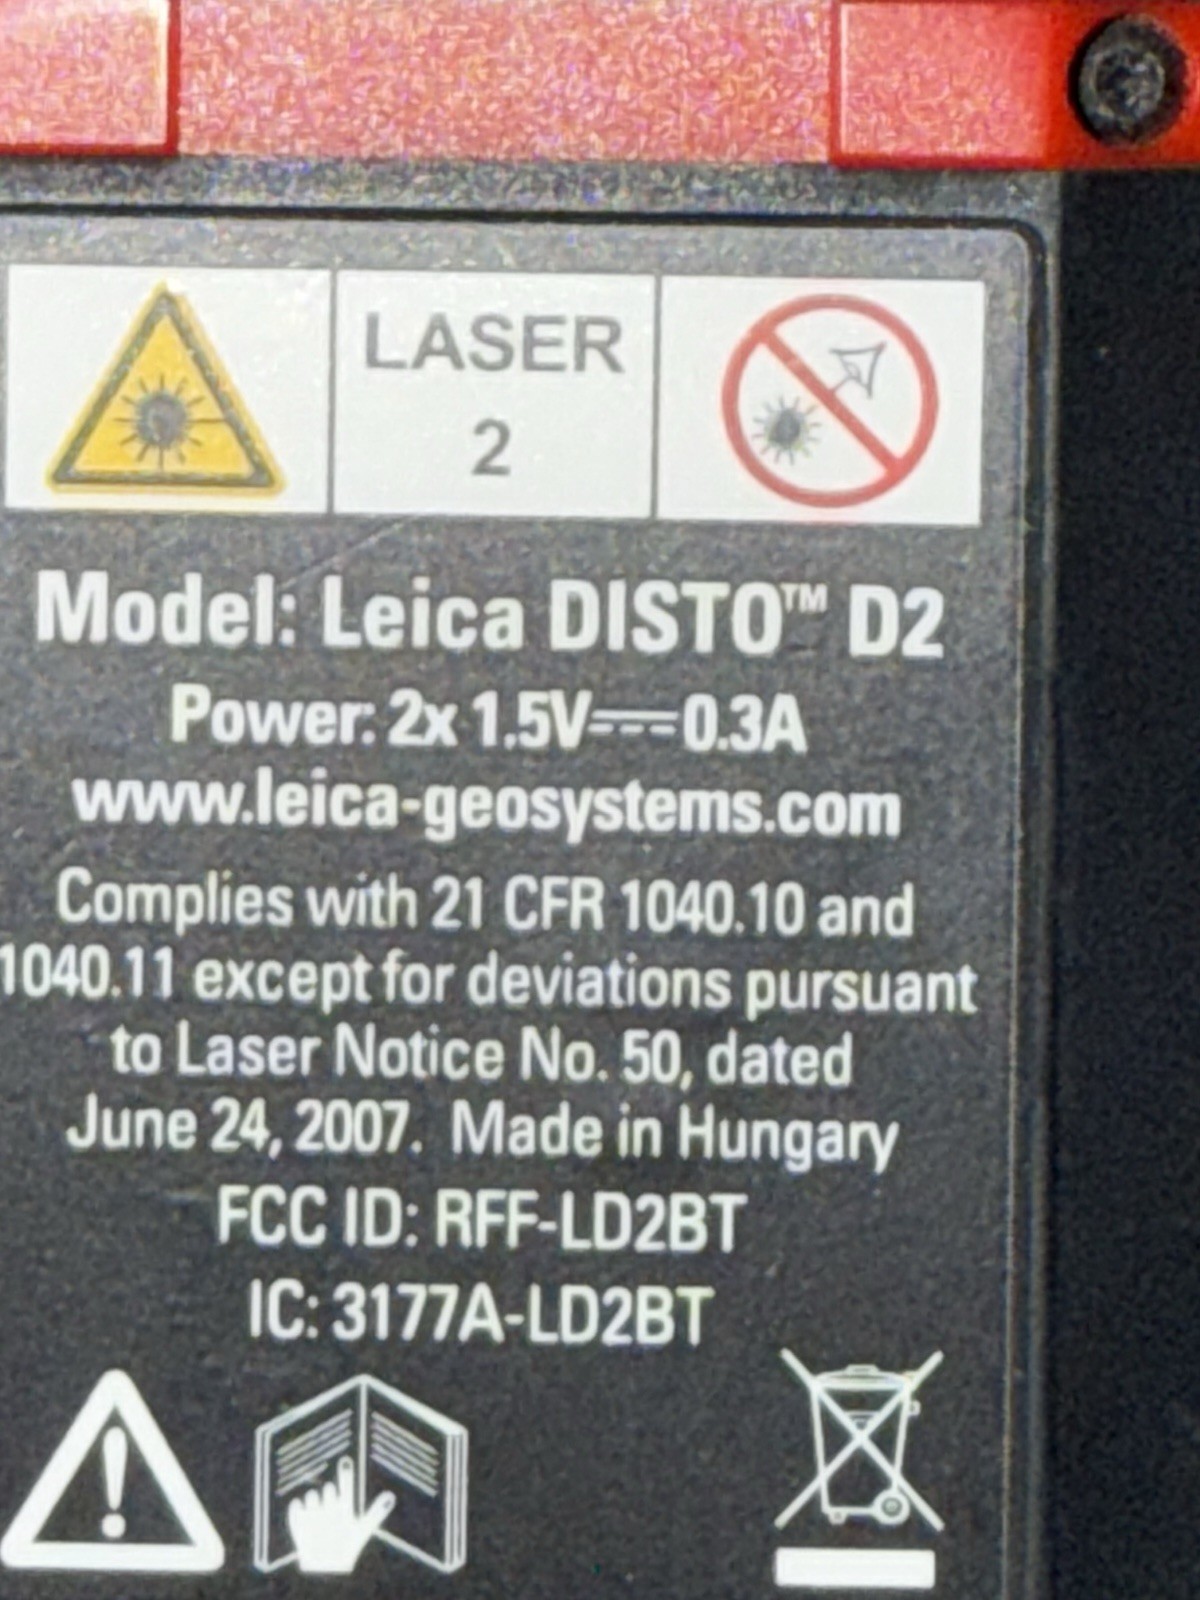 LASER
2
Model: Leica DISTO™ D2
Power: 2x 1.5V⎓0.3A
www.leica-geosystems.com
Complies with 21 CFR 1040.10 and
1040.11 except for deviations pursuant
to Laser Notice No. 50, dated
June 24, 2007. Made in Hungary
FCC ID: RFF-LD2BT
IC: 3177A-LD2BT